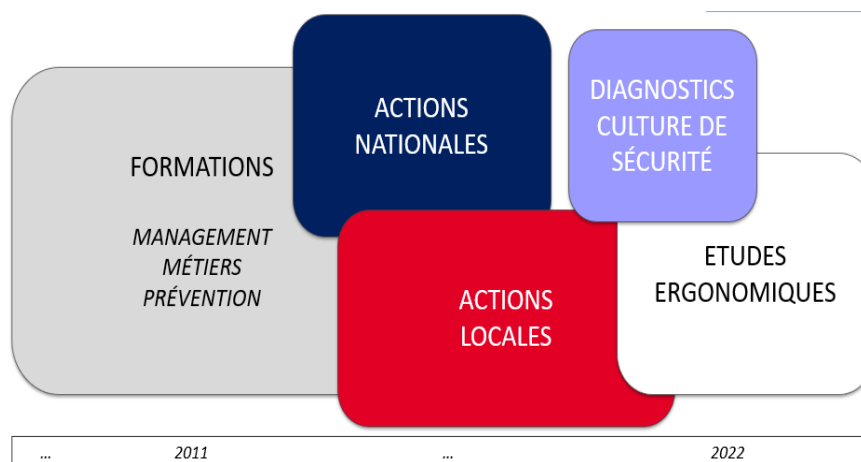 FORMATIONS
MANAGEMENT
MÉTIERS
PRÉVENTION
ACTIONS
NATIONALES
ACTIONS
LOCALES
DIAGNOSTICS
CULTURE DE
SÉCURITÉ
ETUDES
ERGONOMIQUES
... 2011 ... 2022